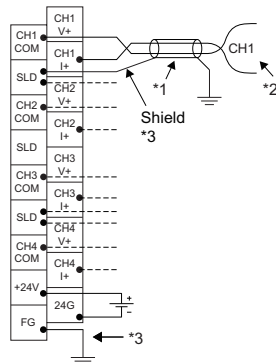 CH1
V+
CH1
COM
CH1
I+
SLD
CH2
V+
CH2
COM
CH2
I+
SLD
CH3
V+
CH3
COM
CH3
I+
SLD
CH4
V+
CH4
COM
CH4
I+
+24V
24G
FG
CH1
*1
*2
Shield
*3
+
-
*3